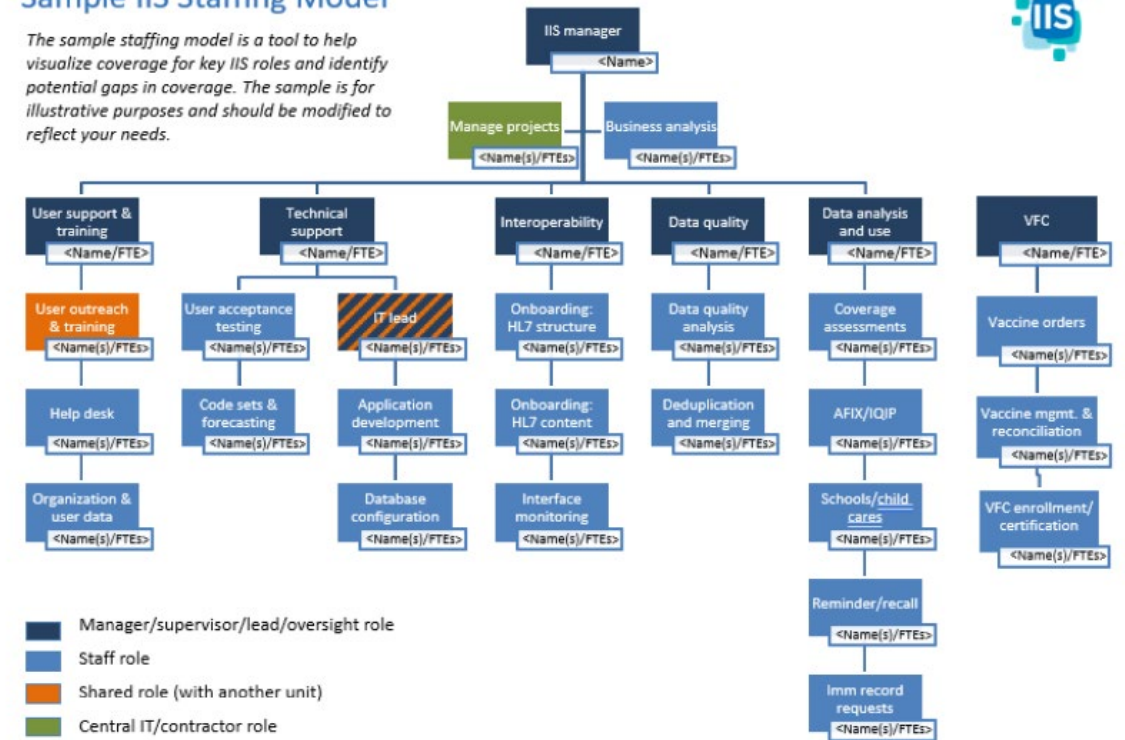 Sample IIS Staffing Model
The sample staffing model is a tool to help
visualize coverage for key IIS roles and identify
potential gaps in coverage. The sample is for
illustrative purposes and should be modified to
reflect your needs.
IIS
IIS manager
<Name>
Manage projects
<Name(s)/FTEs>
Business analysis
<Name(s)/FTEs>
User support &
training
<Name/FTE>
Technical
support
<Name/FTE>
Interoperability
<Name/FTE>
Data quality
<Name/FTE>
Data analysis
and use
<Name/FTE>
VFC
<Name/FTE>
User outreach
& training
<Name(s)/FTEs>
User acceptance
testing
<Name(s)/FTEs>
IT lead
<Name(s)/FTEs>
Onboarding:
HL7 structure
<Name(s)/FTEs>
Data quality
analysis
<Name(s)/FTEs>
Coverage
assessments
<Name(s)/FTEs>
Vaccine orders
<Name(s)/FTEs>
Help desk
<Name(s)/FTEs>
Code sets &
forecasting
<Name(s)/FTEs>
Application
development
<Name(s)/FTEs>
Onboarding:
HL7 content
<Name(s)/FTEs>
Deduplication
and merging
<Name(s)/FTEs>
AFIX/IQIP
<Name(s)/FTEs>
Vaccine mgmt. &
reconciliation
<Name(s)/FTEs>
Organization &
user data
<Name(s)/FTEs>
Database
configuration
<Name(s)/FTEs>
Interface
monitoring
<Name(s)/FTEs>
Schools/child
cares
<Name(s)/FTEs>
VFC enrollment/
certification
<Name(s)/FTEs>
Reminder/recall
<Name(s)/FTEs>
Imm record
requests
<Name(s)/FTEs>
Manager/supervisor/lead/oversight role
Staff role
Shared role (with another unit)
Central IT/contractor role